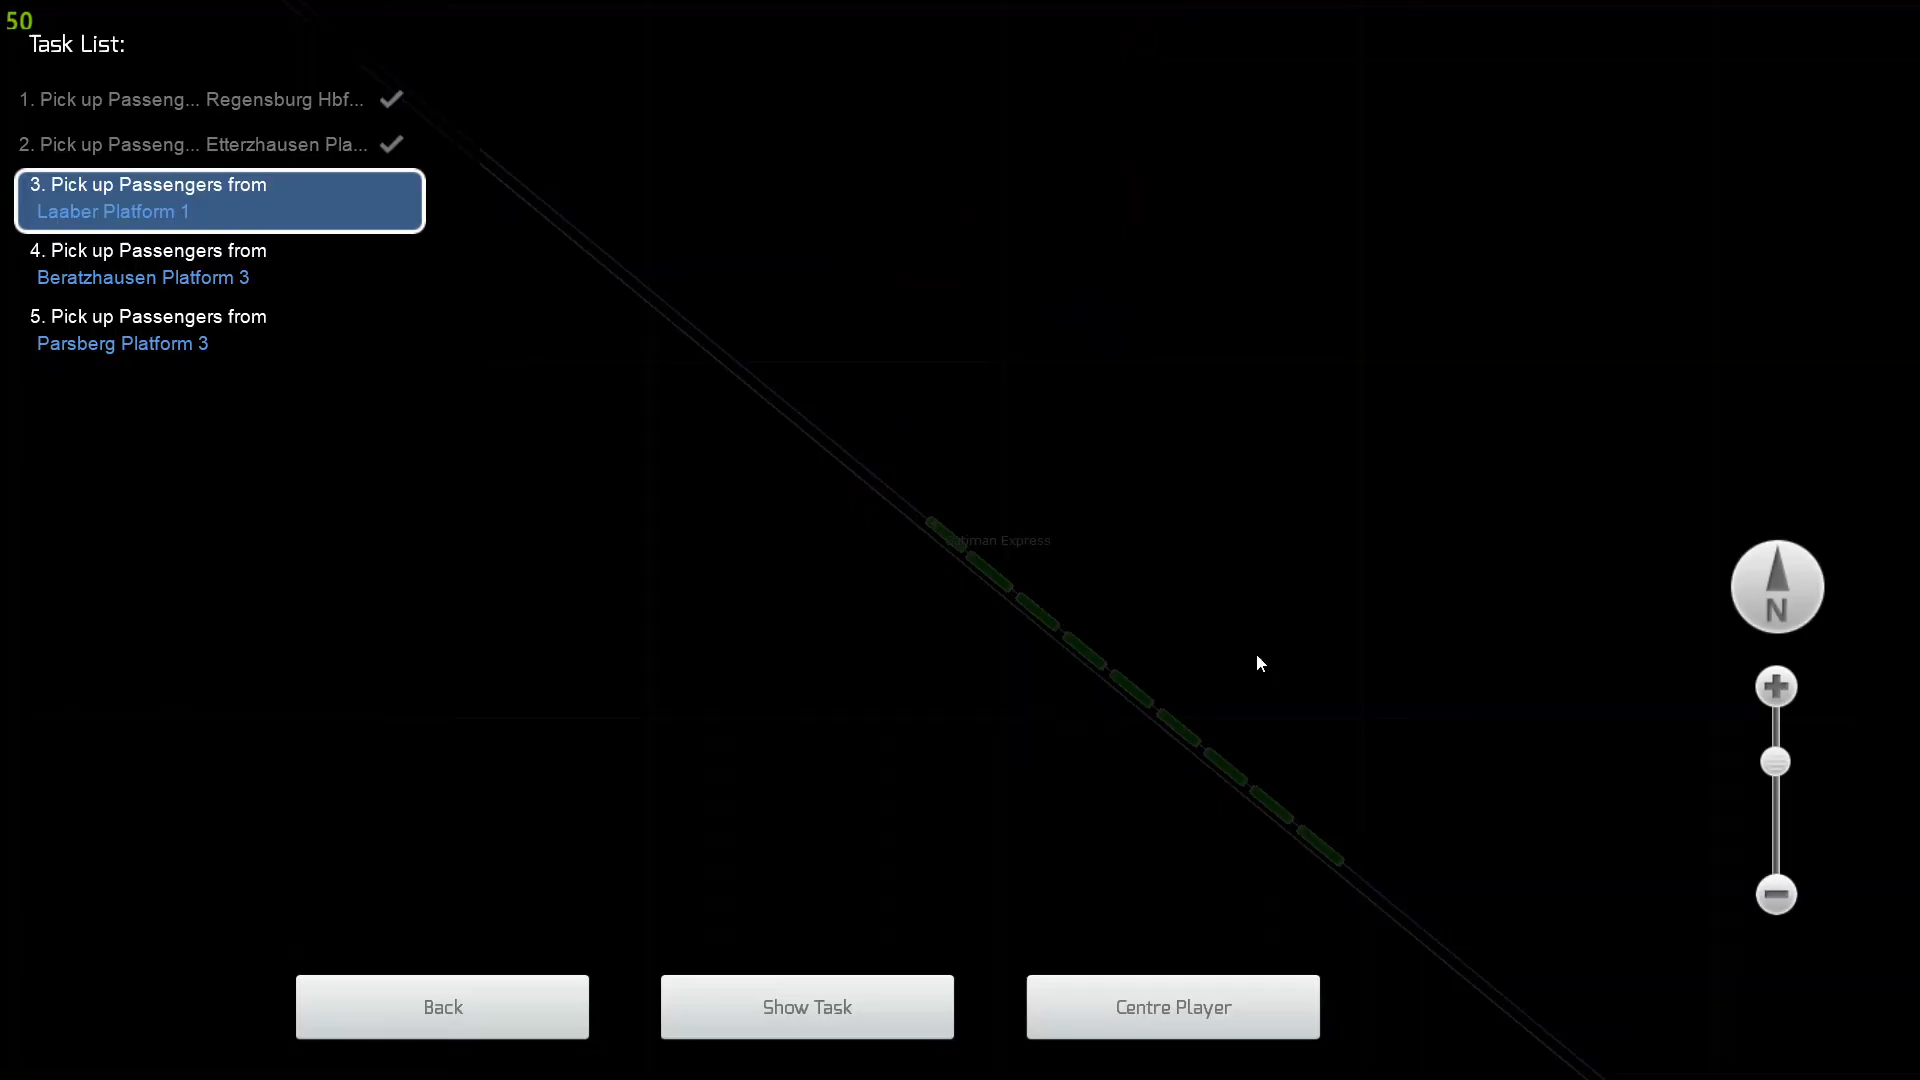 50
Task List:
1. Pick up Passeng... Regensburg Hbf...
2. Pick up Passeng... Etterzhausen Pla...
3. Pick up Passengers from
Laaber Platform 1
4. Pick up Passengers from
Beratzhausen Platform 3
5. Pick up Passengers from
Parsberg Platform 3
Express
N
Back
Show Task
Centre Player